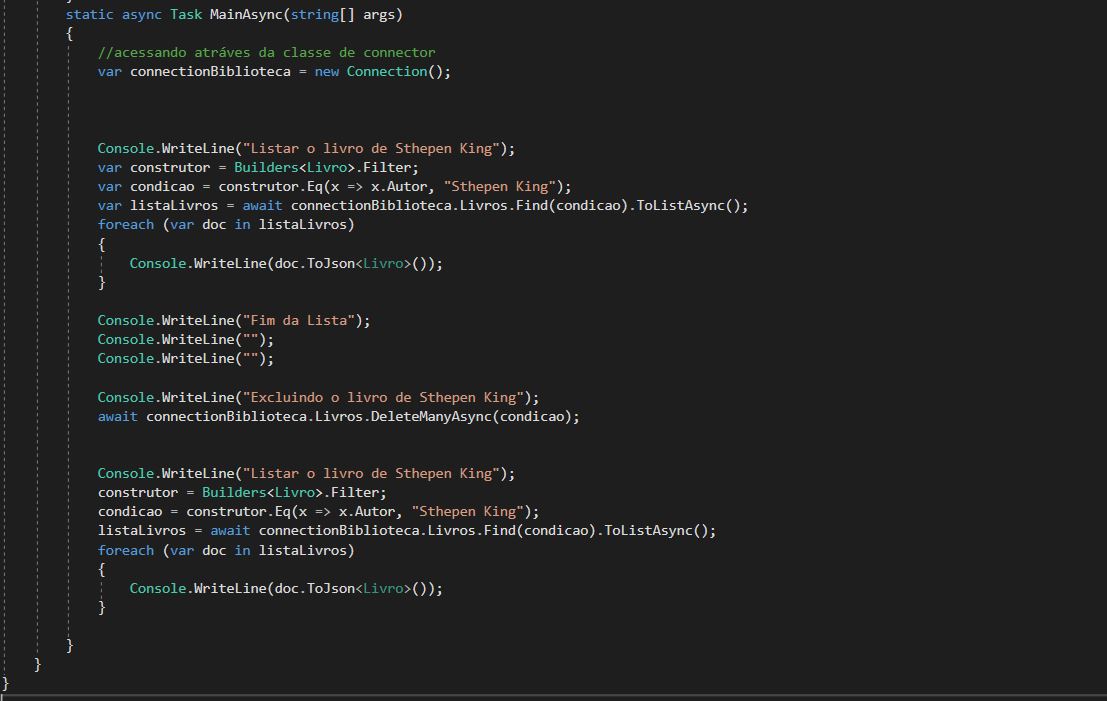 static async Task MainAsync(string[] args)
{
//acessando atráves da classe de connector
var connectionBiblioteca = new Connection();
Console.WriteLine("Listar o livro de Sthepen King");
var construtor = Builders<Livro>.Filter;
var condicao = construtor.Eq(x => x.Autor, "Sthepen King");
var listaLivros = await connectionBiblioteca.Livros.Find(condicao).ToListAsync();
foreach (var doc in listaLivros)
{
Console.WriteLine(doc.ToJson<Livro>());
}
Console.WriteLine("Fim da Lista");
Console.WriteLine("");
Console.WriteLine("");
Console.WriteLine("Excluindo o livro de Sthepen King");
await connectionBiblioteca.Livros.DeleteManyAsync(condicao);
Console.WriteLine("Listar o livro de Sthepen King");
construtor = Builders<Livro>.Filter;
condicao = construtor.Eq(x => x.Autor, "Sthepen King");
listaLivros = await connectionBiblioteca.Livros.Find(condicao).ToListAsync();
foreach (var doc in listaLivros)
{
Console.WriteLine(doc.ToJson<Livro>());
}
}
}
}